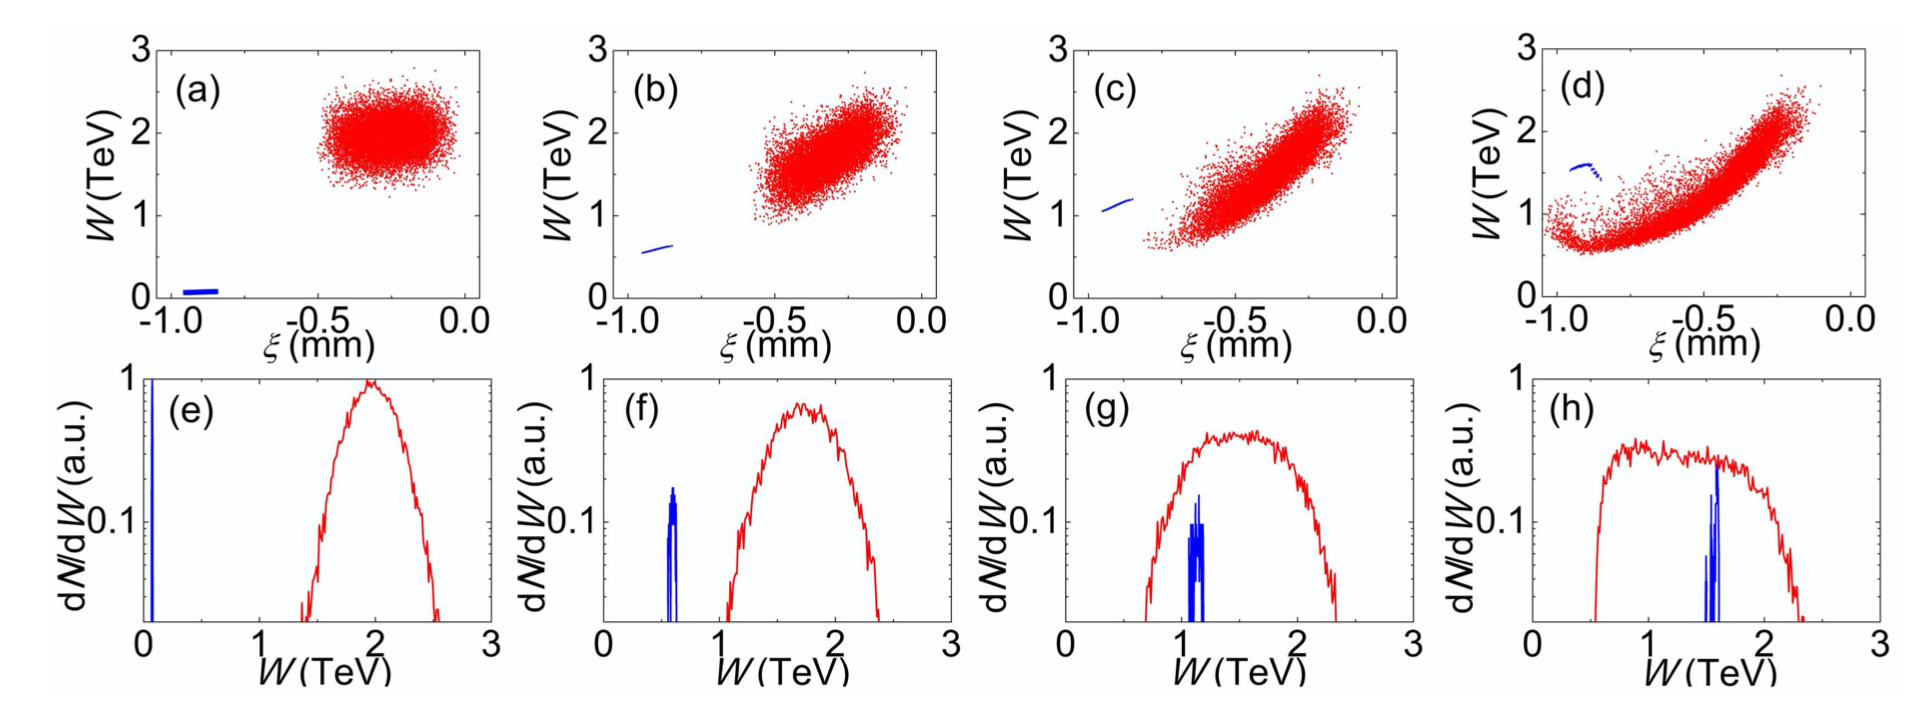 (a)
3
2
1
0
W (TeV)
-1.0 -0.5 0.0
ξ (mm)
(b)
3
2
1
0
W (TeV)
-1.0 -0.5 0.0
ξ (mm)
(c)
3
2
1
0
W (TeV)
-1.0 -0.5 0.0
ξ (mm)
(d)
3
2
1
0
W (TeV)
-1.0 -0.5 0.0
ξ (mm)
(e)
1
0.1
dN/dW (a.u.)
0 1 2 3
W (TeV)
(f)
1
0.1
dN/dW (a.u.)
0 1 2 3
W (TeV)
(g)
1
0.1
dN/dW (a.u.)
0 1 2 3
W (TeV)
(h)
1
0.1
dN/dW (a.u.)
0 1 2 3
W (TeV)